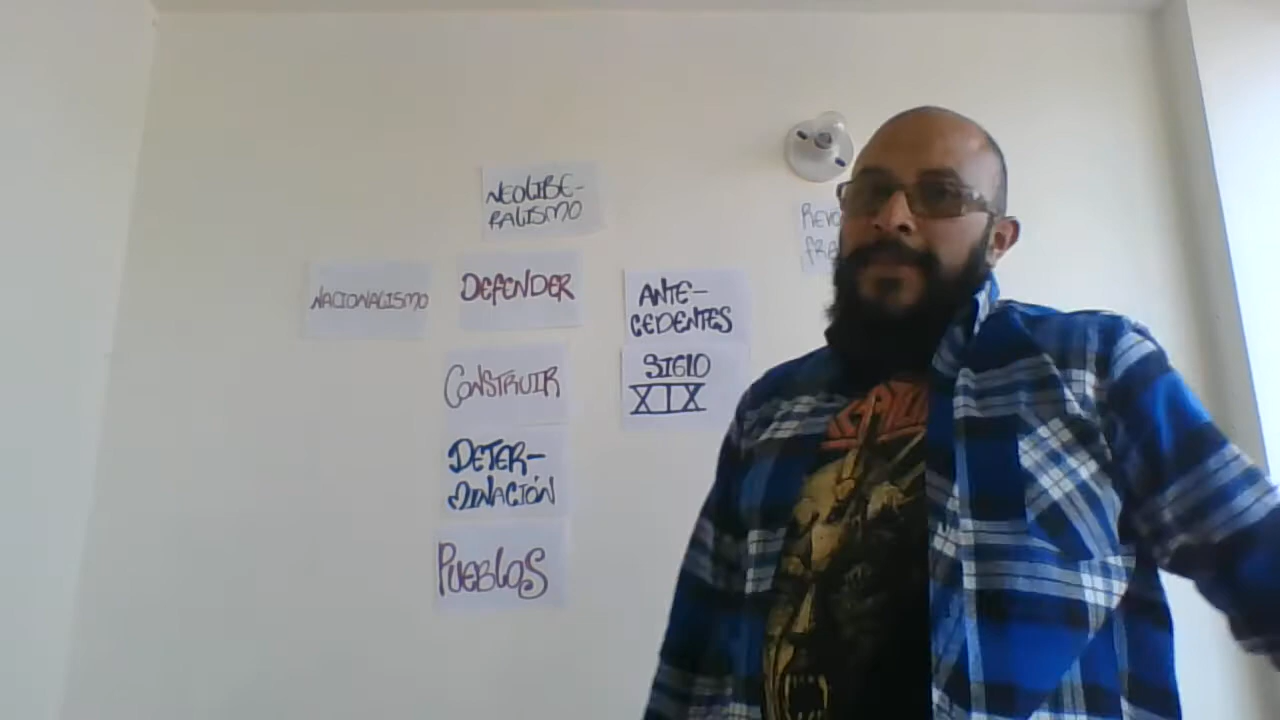 NEOLIBE-
RALISMO
NACIONALISMO
DEFENDER
CONSTRUIR
DETER-
MINACIÓN
PUEBLOS
ANTE-
CEDENTES
SIGLO
XIX